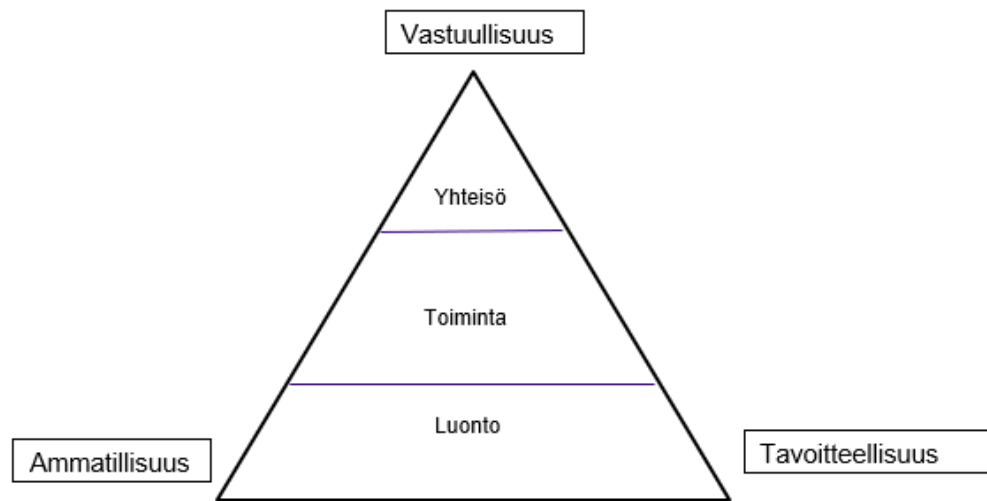 Vastuullisuus
Yhteisö
Toiminta
Luonto
Ammatillisuus
Tavoitteellisuus